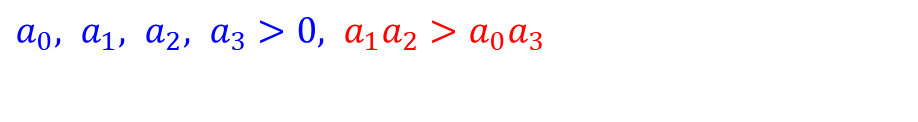 a₀, a₁, a₂, a₃ > 0, a₁a₂ > a₀a₃